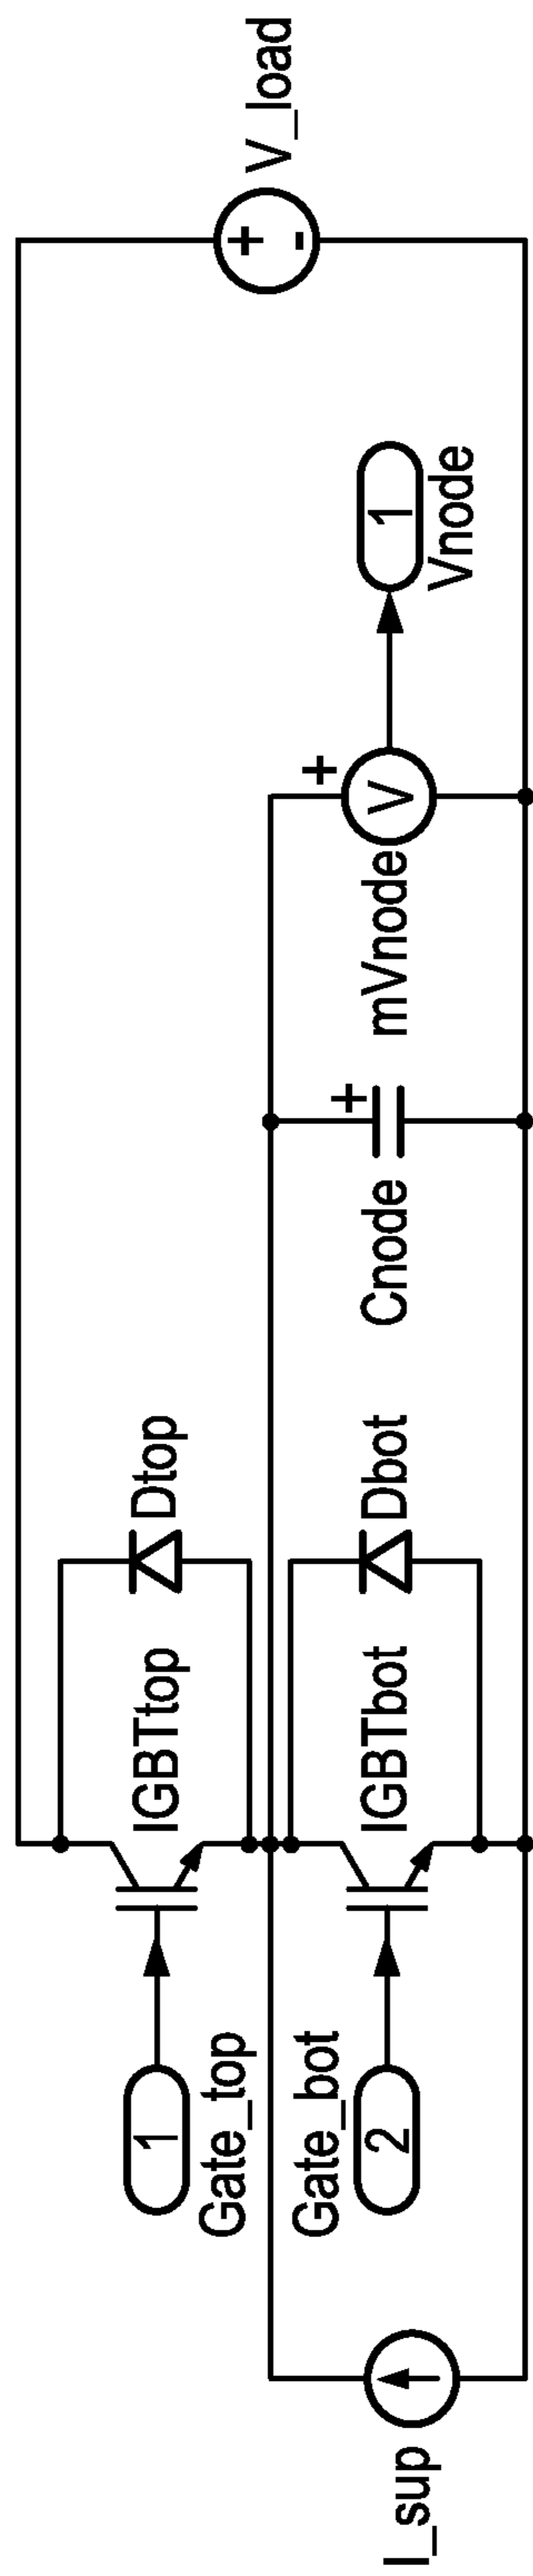 1
Gate_top
IGBTtop
Dtop
+
-
V_load
2
Gate_bot
IGBTbot
Dbot
+
Cnode
+
V
mVnode
1
Vnode
I_sup